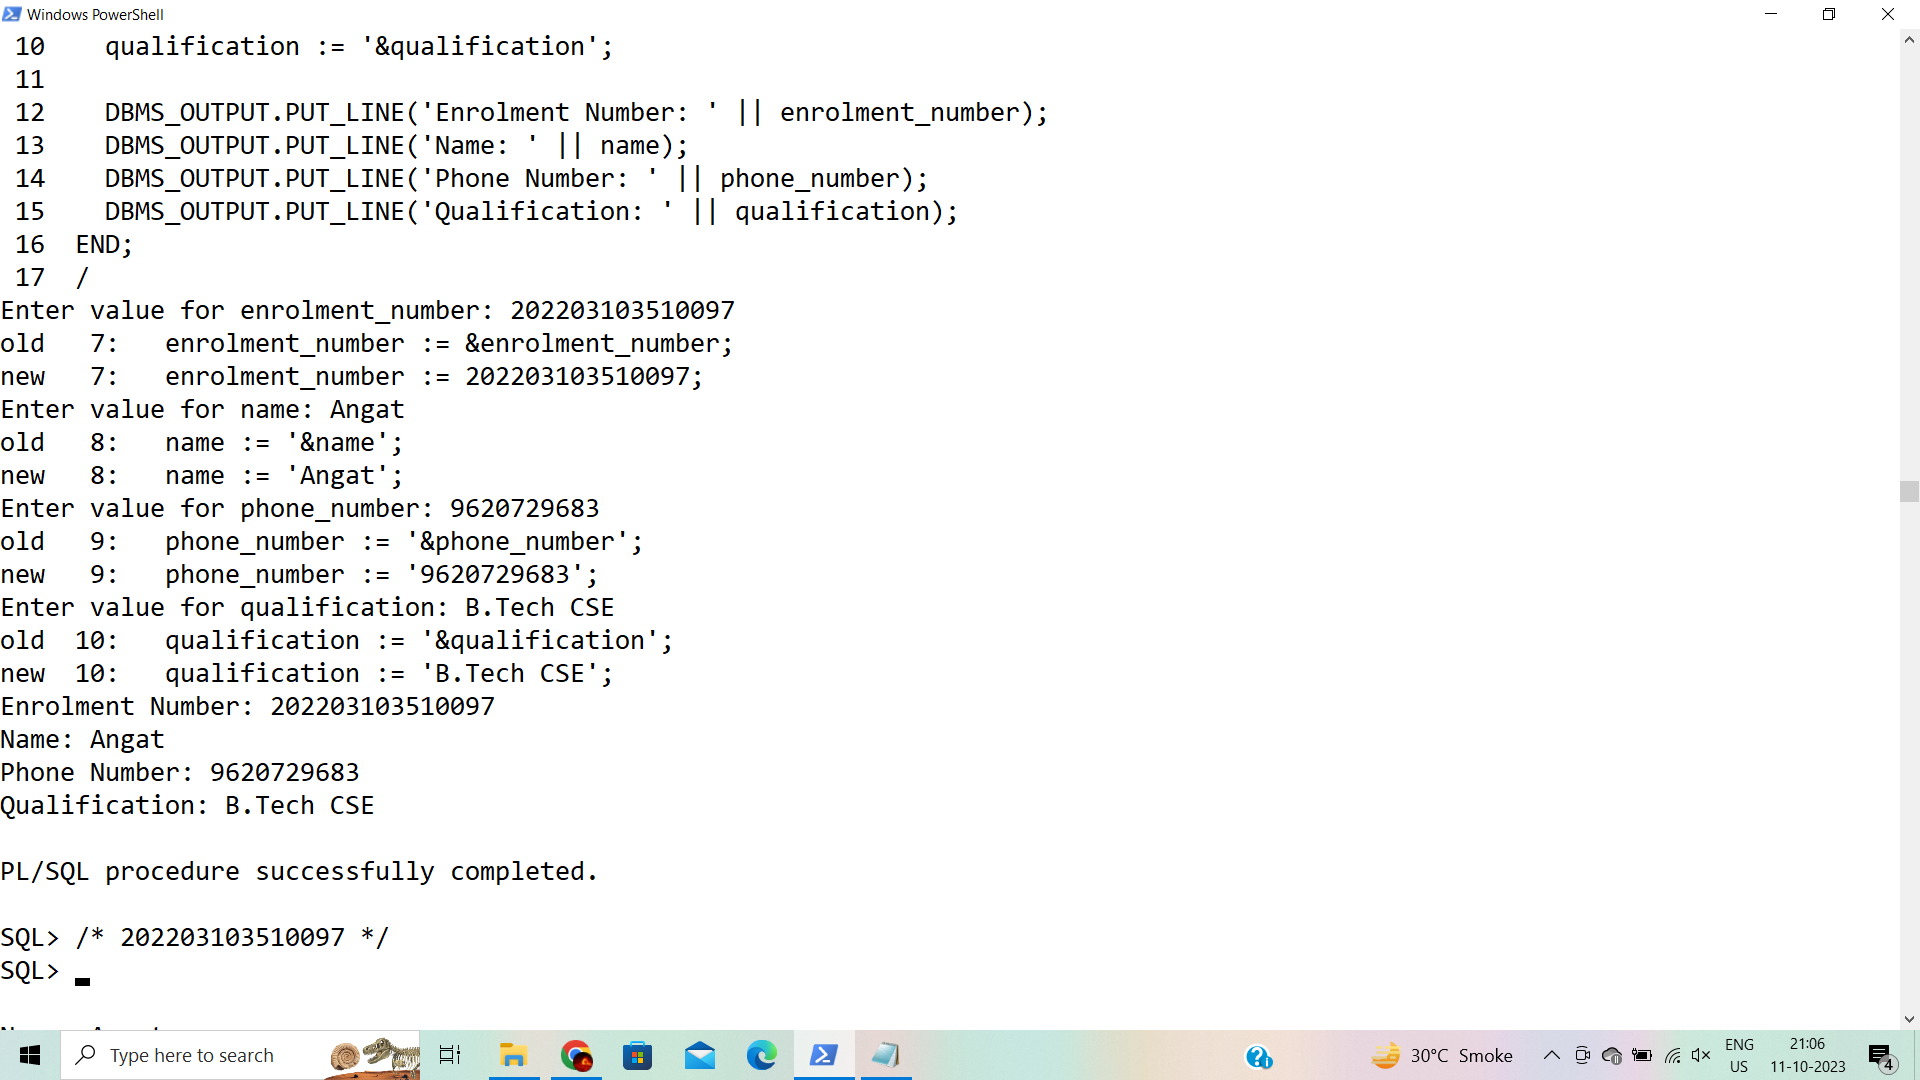 Windows PowerShell
10    qualification := '&qualification';
11
12    DBMS_OUTPUT.PUT_LINE('Enrolment Number: ' || enrolment_number);
13    DBMS_OUTPUT.PUT_LINE('Name: ' || name);
14    DBMS_OUTPUT.PUT_LINE('Phone Number: ' || phone_number);
15    DBMS_OUTPUT.PUT_LINE('Qualification: ' || qualification);
16  END;
17  /
Enter value for enrolment_number: 202203103510097
old   7:   enrolment_number := &enrolment_number;
new   7:   enrolment_number := 202203103510097;
Enter value for name: Angat
old   8:   name := '&name';
new   8:   name := 'Angat';
Enter value for phone_number: 9620729683
old   9:   phone_number := '&phone_number';
new   9:   phone_number := '9620729683';
Enter value for qualification: B.Tech CSE
old  10:   qualification := '&qualification';
new  10:   qualification := 'B.Tech CSE';
Enrolment Number: 202203103510097
Name: Angat
Phone Number: 9620729683
Qualification: B.Tech CSE
PL/SQL procedure successfully completed.
SQL> /* 202203103510097 */
SQL>
Type here to search
30°C Smoke
ENG
US
21:06
11-10-2023
4